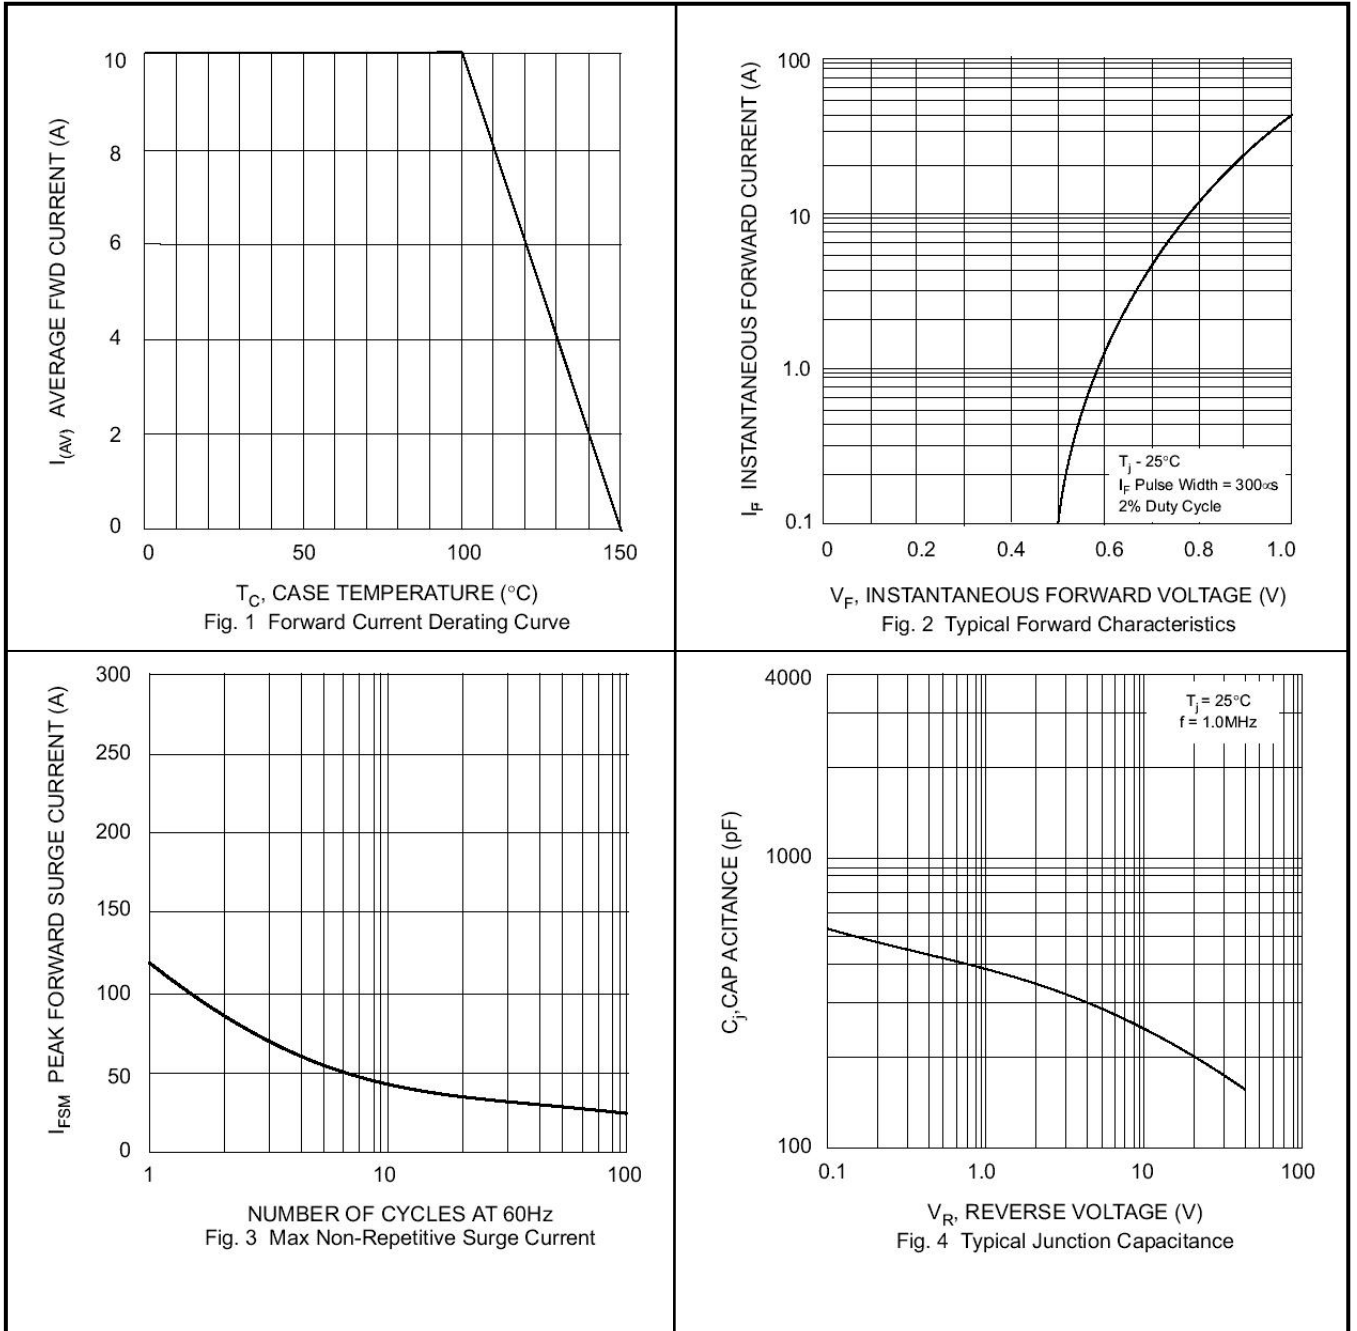 10
8
6
4
2
0
0 50 100 150
I(AV) AVERAGE FWD CURRENT (A)
TC, CASE TEMPERATURE (°C)
Fig. 1 Forward Current Derating Curve
100
10
1.0
0.1
0 0.2 0.4 0.6 0.8 1.0
IF INSTANTANEOUS FORWARD CURRENT (A)
Tj - 25°C
IF Pulse Width = 300∝s
2% Duty Cycle
VF, INSTANTANEOUS FORWARD VOLTAGE (V)
Fig. 2 Typical Forward Characteristics
300
250
200
150
100
50
0
1 10 100
IFSM PEAK FORWARD SURGE CURRENT (A)
NUMBER OF CYCLES AT 60Hz
Fig. 3 Max Non-Repetitive Surge Current
4000
1000
100
0.1 1.0 10 100
Cj, CAP ACITANCE (pF)
Tj = 25°C
f = 1.0MHz
VR, REVERSE VOLTAGE (V)
Fig. 4 Typical Junction Capacitance